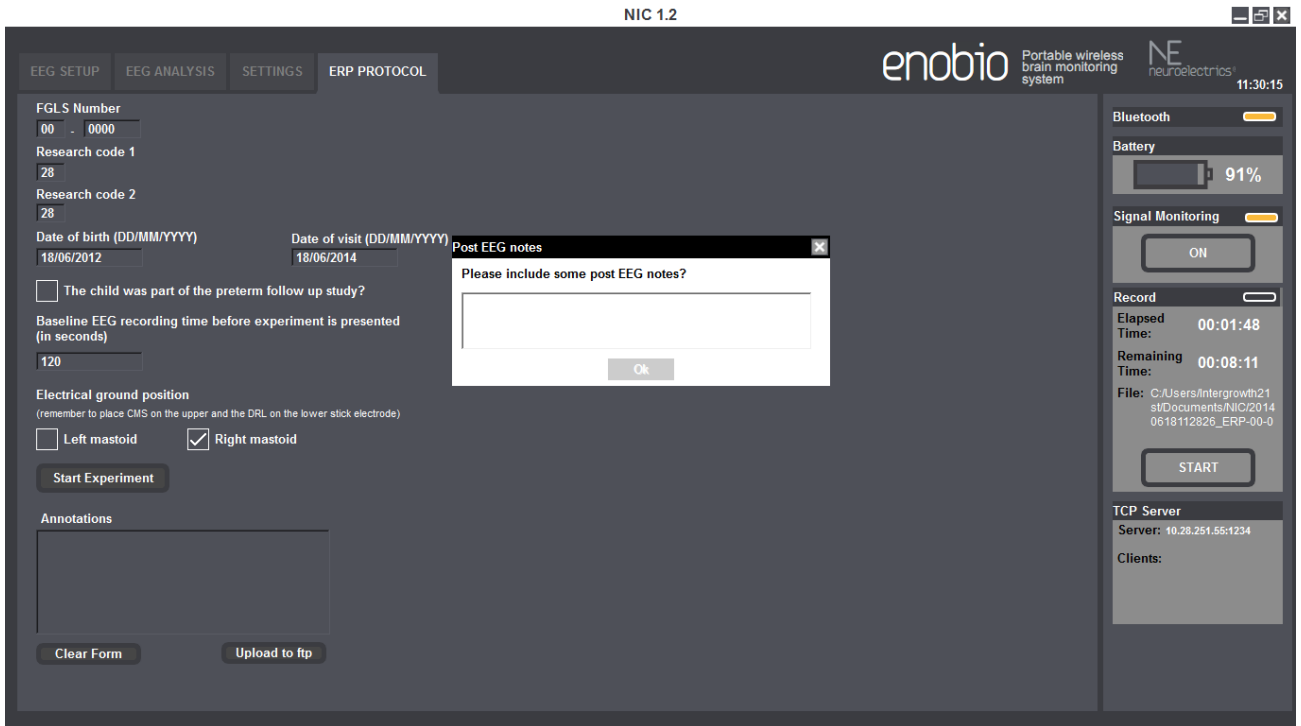 NIC 1.2
enobio
Portable wireless
brain monitoring
system
NE
neuroelectrics®
11:30:15
EEG SETUP
EEG ANALYSIS
SETTINGS
ERP PROTOCOL
FGLS Number
00 . 0000
Research code 1
28
Research code 2
28
Date of birth (DD/MM/YYYY)
Date of visit (DD/MM/YYYY)
18/06/2012
18/06/2014
The child was part of the preterm follow up study?
Baseline EEG recording time before experiment is presented
(in seconds)
120
Electrical ground position
(remember to place CMS on the upper and the DRL on the lower stick electrode)
Left mastoid
Right mastoid
Start Experiment
Annotations
Clear Form
Upload to ftp
Post EEG notes
Please include some post EEG notes?
Ok
Bluetooth
Battery
91%
Signal Monitoring
ON
Record
Elapsed
Time:
00:01:48
Remaining
Time:
00:08:11
File: C:/Users/Intergrowth21
st/Documents/NIC/2014
0618112826_ERP-00-0
START
TCP Server
Server: 10.28.251.55:1234
Clients: